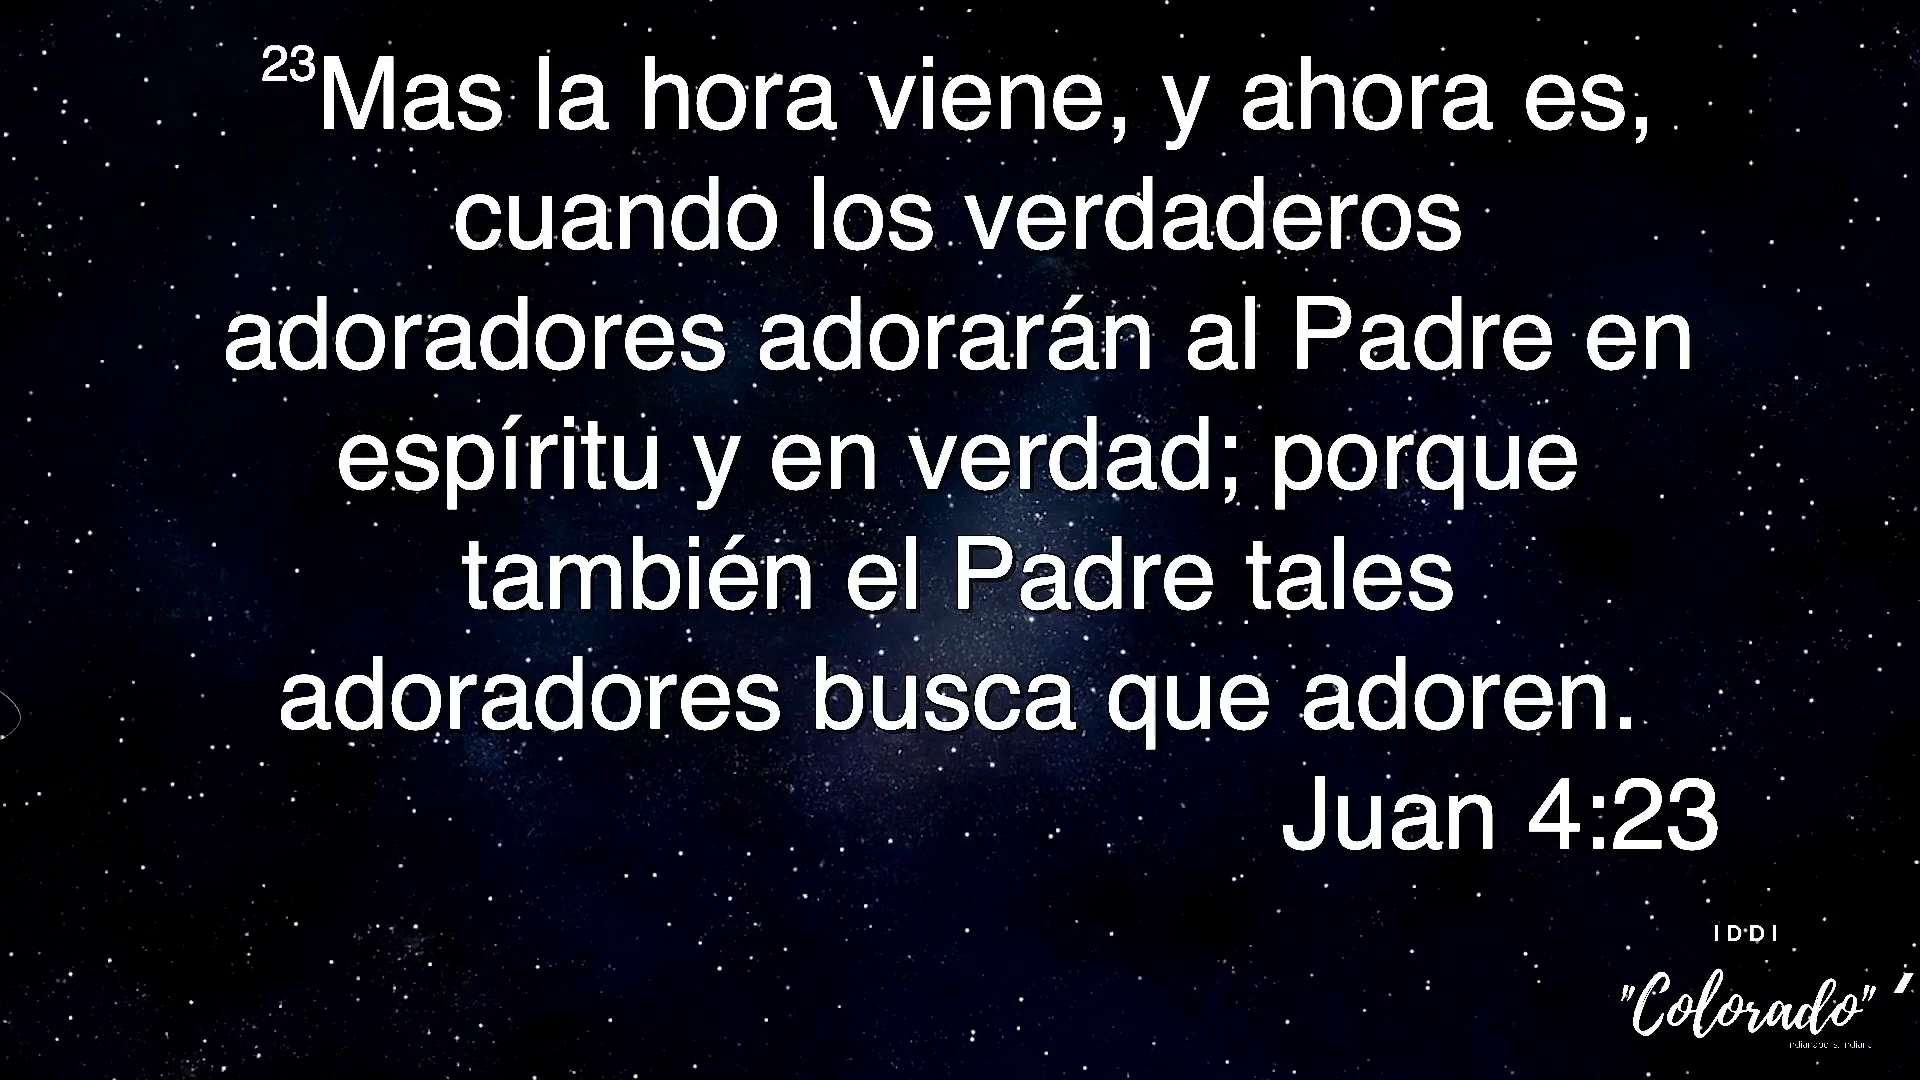 23Mas la hora viene, y ahora es,
cuando los verdaderos
adoradores adorarán al Padre en
espíritu y en verdad; porque
también el Padre tales
adoradores busca que adoren.
Juan 4:23
IDDI
"Colorado"